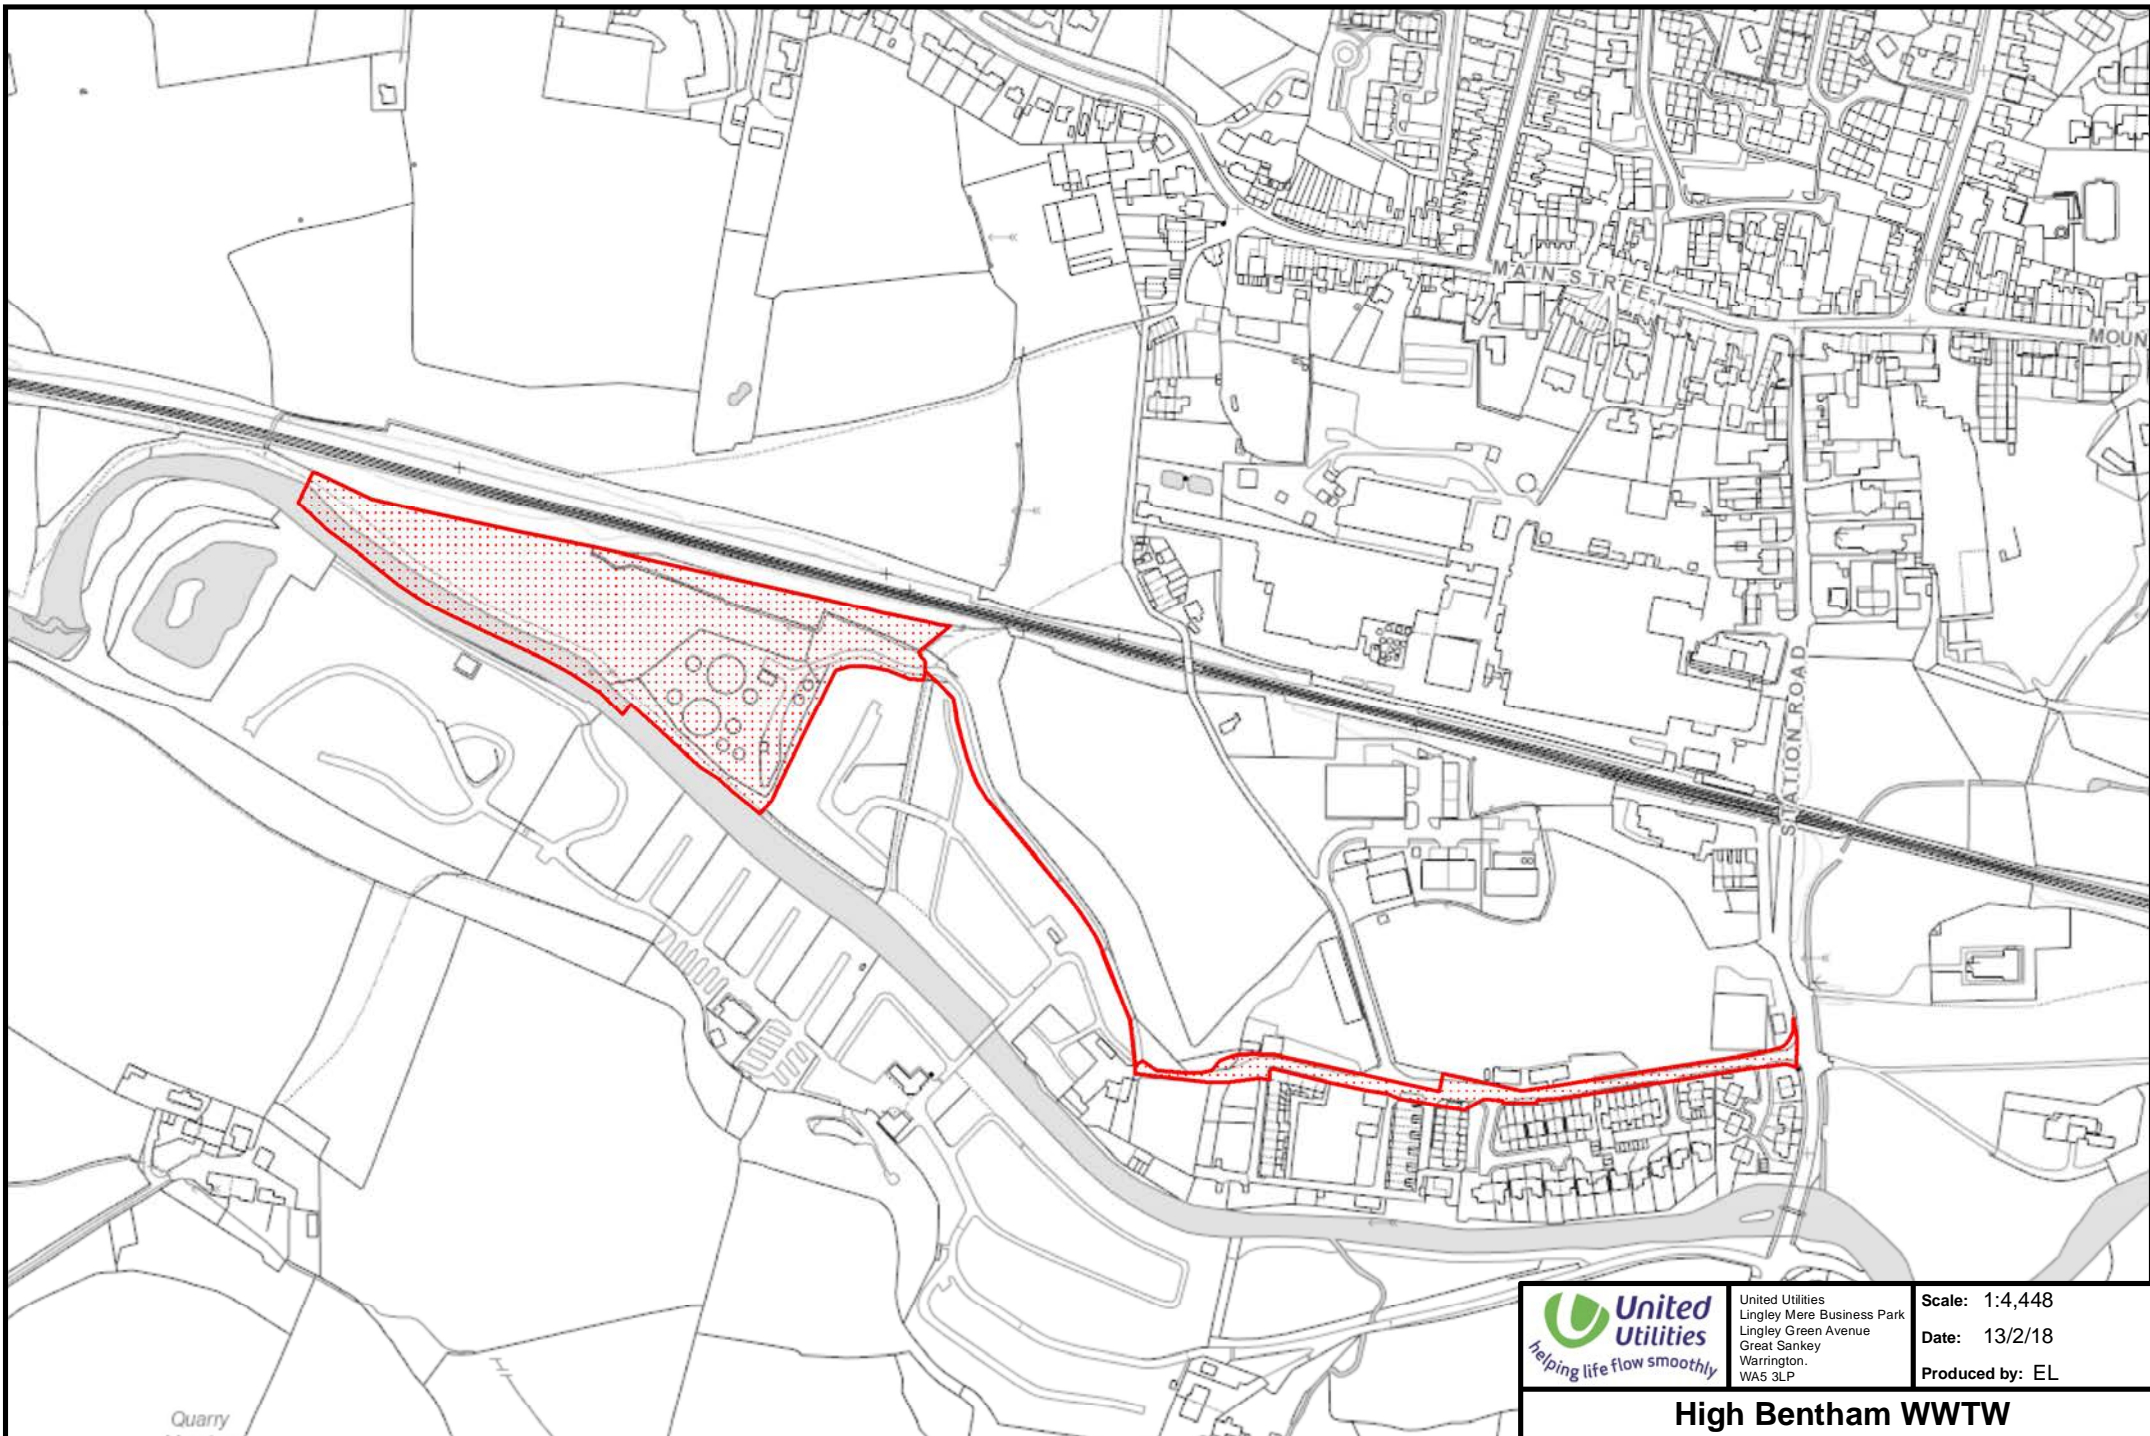 MAIN STREET
MOUN
STATION ROAD
Quarry
United
Utilities
helping life flow smoothly
United Utilities
Lingley Mere Business Park
Lingley Green Avenue
Great Sankey
Warrington.
WA5 3LP
Scale: 1:4,448
Date: 13/2/18
Produced by: EL
High Bentham WWTW